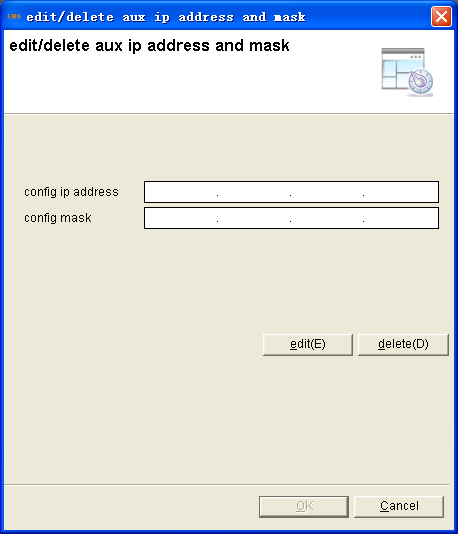 EMS edit/delete aux ip address and mask
edit/delete aux ip address and mask
config ip address . . .
config mask . . .
edit(E) delete(D)
OK Cancel